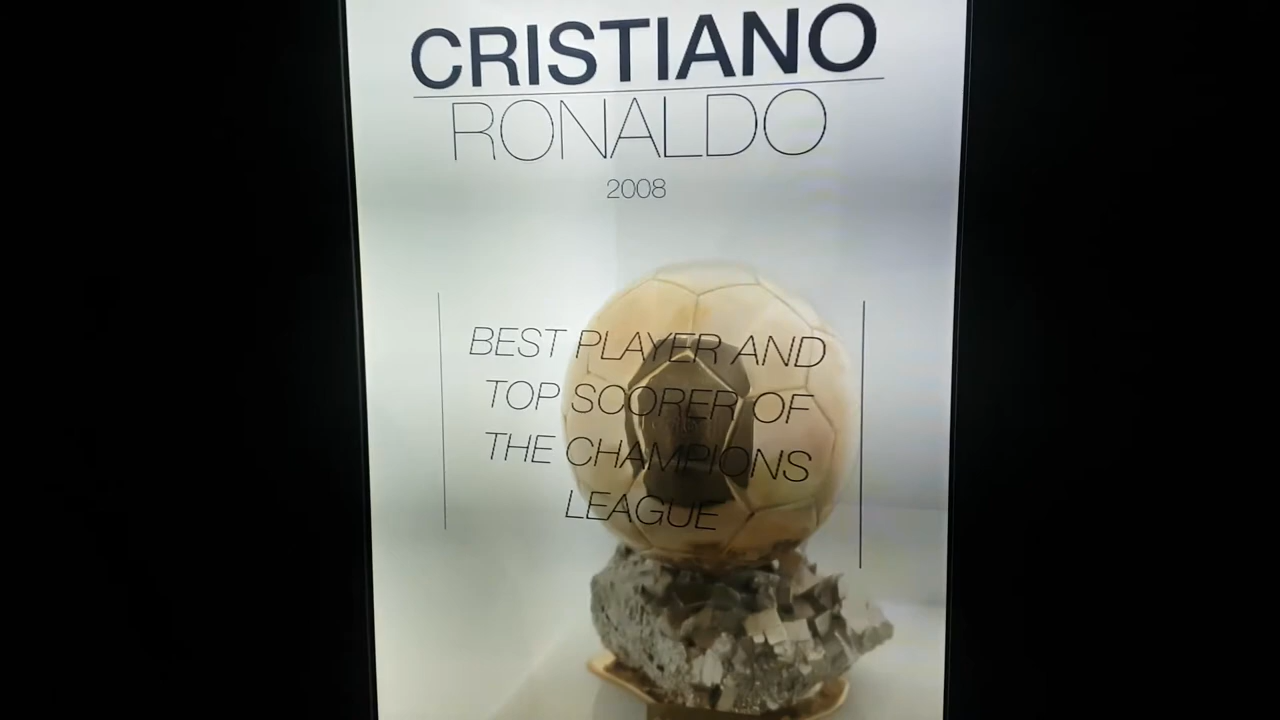 CRISTIANO
RONALDO
2008
BEST PLAYER AND
TOP SCORER OF
THE CHAMPIONS
LEAGUE